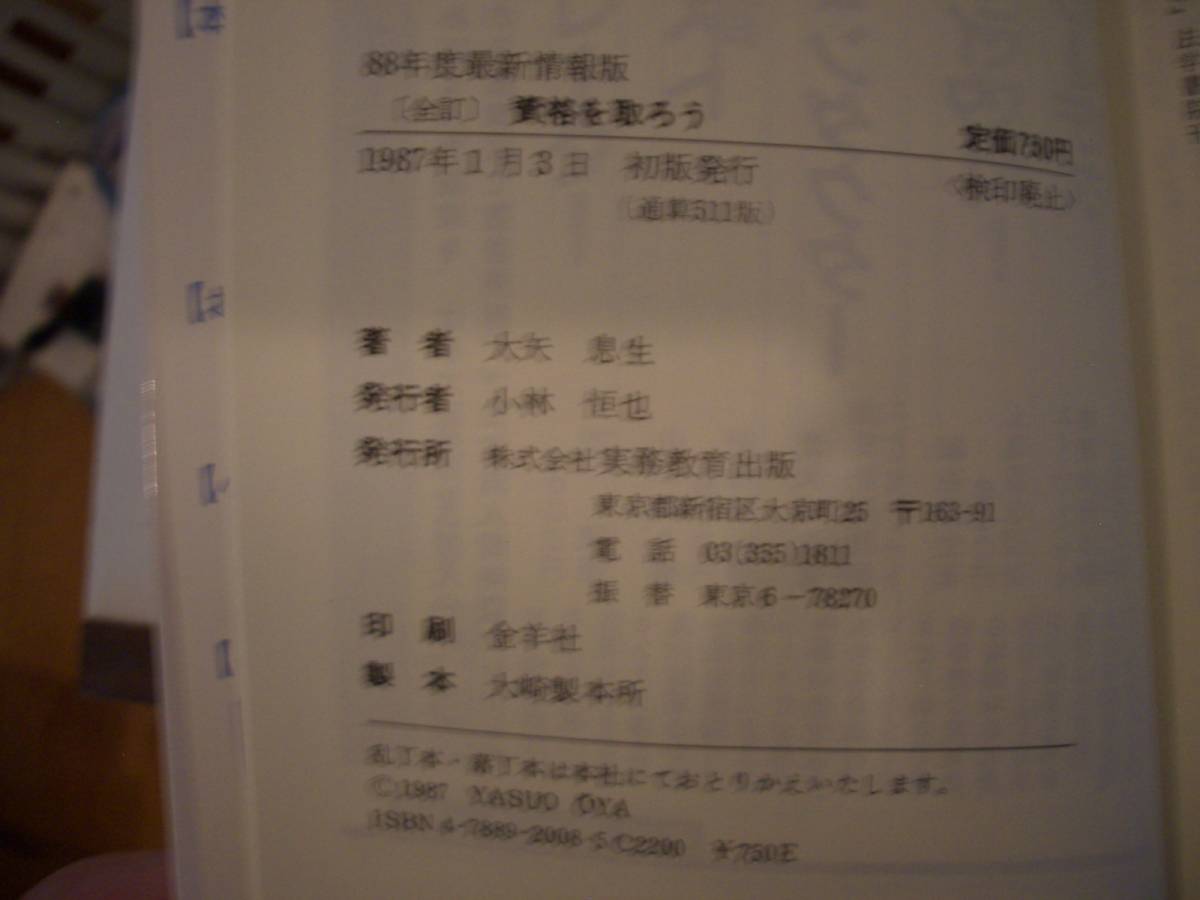 88年度最新情報版
〔全訂〕 資格を取ろう
定価750円
1987年1月3日 初版発行
〈検印廃止〉
(通算511版)
著者 大矢 息生
発行者 小林 恒也
発行所 株式会社実務教育出版
東京都新宿区大京町25 〒163-91
電話 03(355)1811
振替 東京6-78270
印刷 金羊社
製本 大崎製本所
乱丁本・落丁本は本社にておとりかえいたします。
©1987 YASUO OYA
ISBN 4-7889-2008-5 C2200 ¥750E